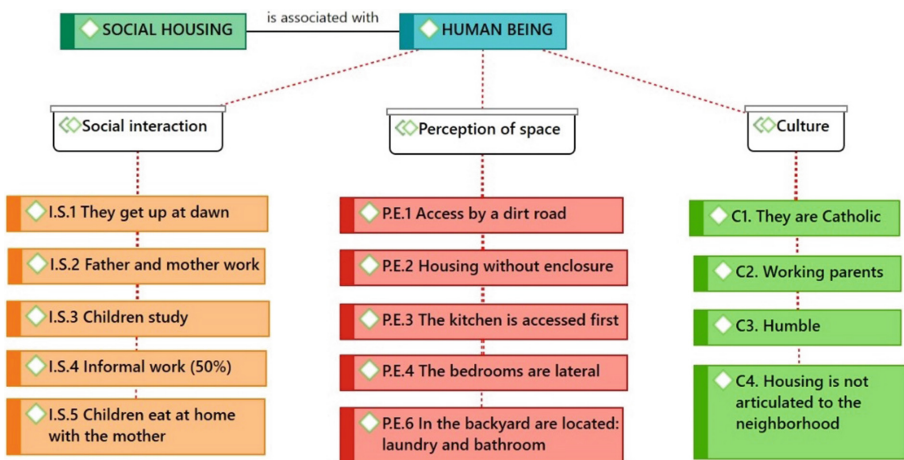 is associated with
SOCIAL HOUSING
HUMAN BEING
Social interaction
Perception of space
Culture
I.S.1 They get up at dawn
I.S.2 Father and mother work
I.S.3 Children study
I.S.4 Informal work (50%)
I.S.5 Children eat at home
with the mother
P.E.1 Access by a dirt road
P.E.2 Housing without enclosure
P.E.3 The kitchen is accessed first
P.E.4 The bedrooms are lateral
P.E.6 In the backyard are located:
laundry and bathroom
C1. They are Catholic
C2. Working parents
C3. Humble
C4. Housing is not
articulated to the
neighborhood